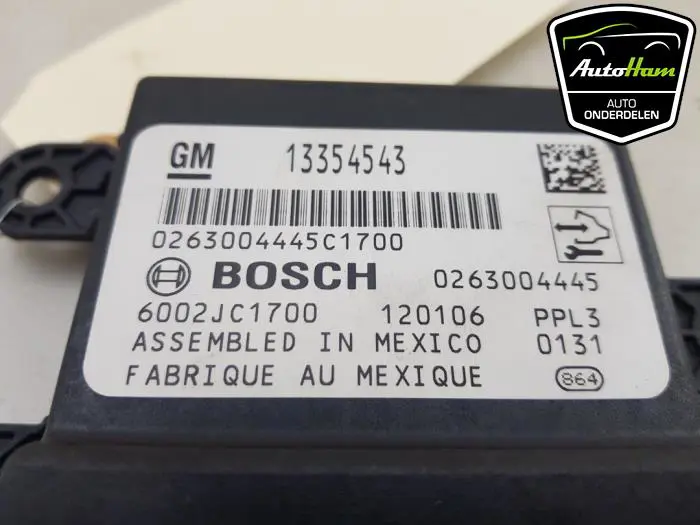 AutoHam
AUTO
ONDERDELEN
GM 13354543
0263004445C1700
BOSCH 0263004445
6002JC1700 120106 PPL3
ASSEMBLED IN MEXICO 0131
FABRIQUE AU MEXIQUE 864